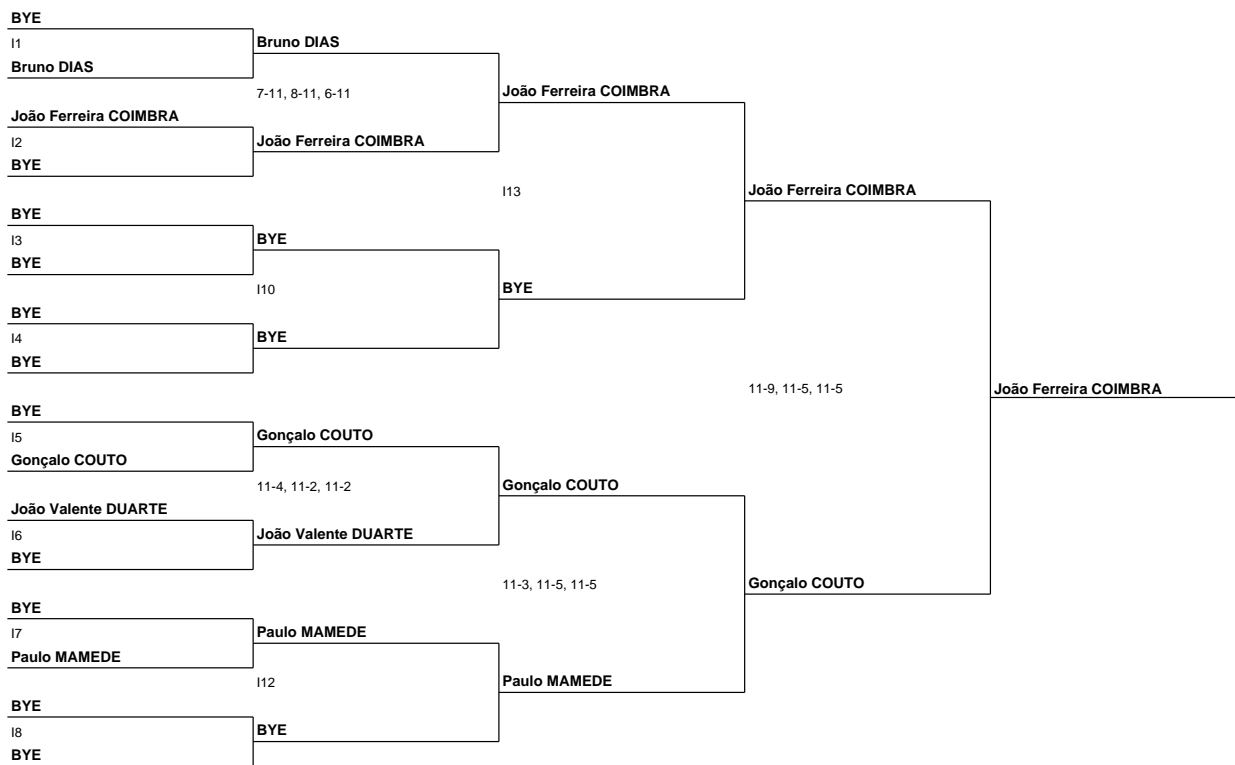 BYE
I1
Bruno DIAS
João Ferreira COIMBRA
I2
BYE
BYE
I3
BYE
BYE
I4
BYE
BYE
I5
Gonçalo COUTO
João Valente DUARTE
I6
BYE
BYE
I7
Paulo MAMEDE
BYE
I8
BYE
Bruno DIAS
7-11, 8-11, 6-11
João Ferreira COIMBRA
BYE
I10
BYE
Gonçalo COUTO
11-4, 11-2, 11-2
João Valente DUARTE
Paulo MAMEDE
I12
BYE
João Ferreira COIMBRA
I13
BYE
Gonçalo COUTO
11-3, 11-5, 11-5
Paulo MAMEDE
João Ferreira COIMBRA
11-9, 11-5, 11-5
Gonçalo COUTO
João Ferreira COIMBRA